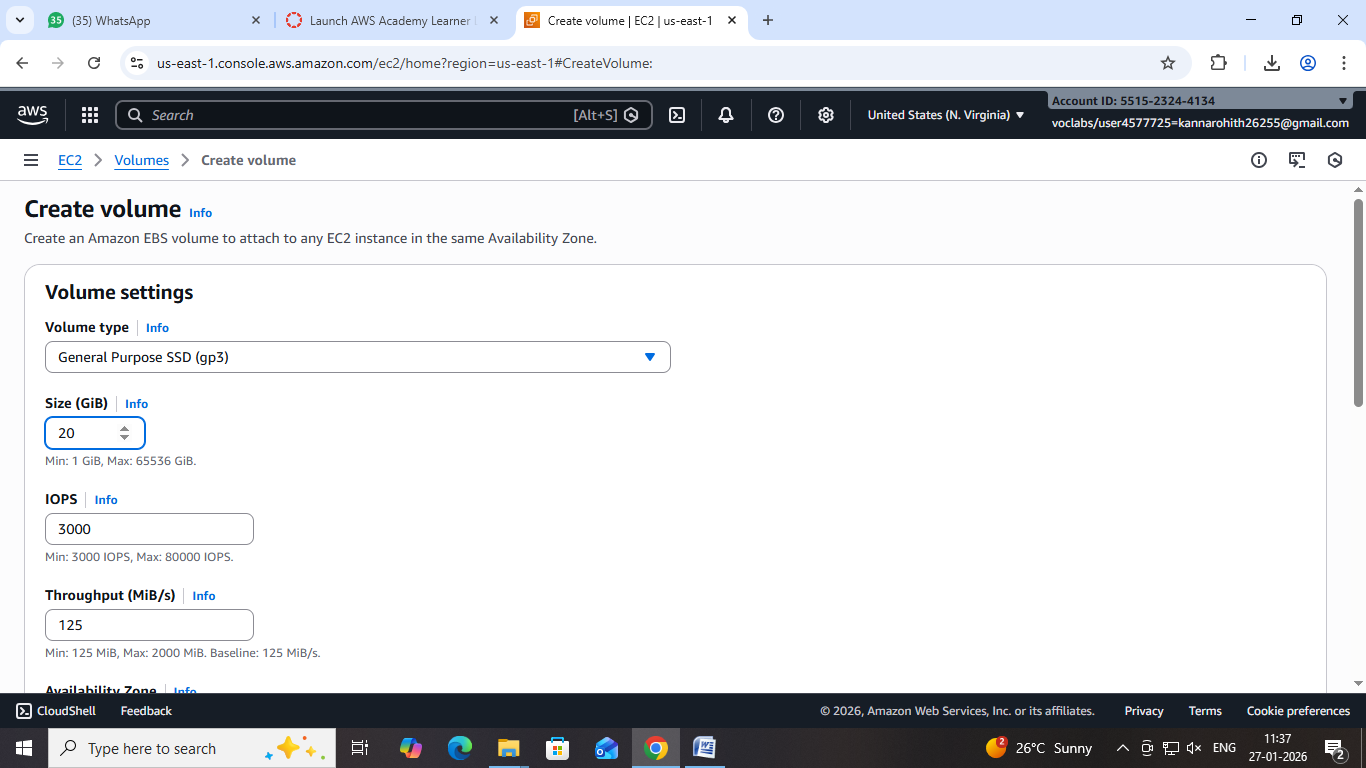 35
(35) WhatsApp
Launch AWS Academy Learner
Create volume | EC2 | us-east-1
us-east-1.console.aws.amazon.com/ec2/home?region=us-east-1#CreateVolume:
aws
Search
[Alt+S]
United States (N. Virginia)
Account ID: 5515-2324-4134
voclabs/user4577725=kannarohith26255@gmail.com
EC2
Volumes
Create volume
Create volume
Info
Create an Amazon EBS volume to attach to any EC2 instance in the same Availability Zone.
Volume settings
Volume type
Info
General Purpose SSD (gp3)
Size (GiB)
Info
20
Min: 1 GiB, Max: 65536 GiB.
IOPS
Info
3000
Min: 3000 IOPS, Max: 80000 IOPS.
Throughput (MiB/s)
Info
125
Min: 125 MiB, Max: 2000 MiB. Baseline: 125 MiB/s.
Availability Zone
Info
CloudShell
Feedback
© 2026, Amazon Web Services, Inc. or its affiliates.
Privacy
Terms
Cookie preferences
Type here to search
2
26°C Sunny
ENG
11:37
27-01-2026
2